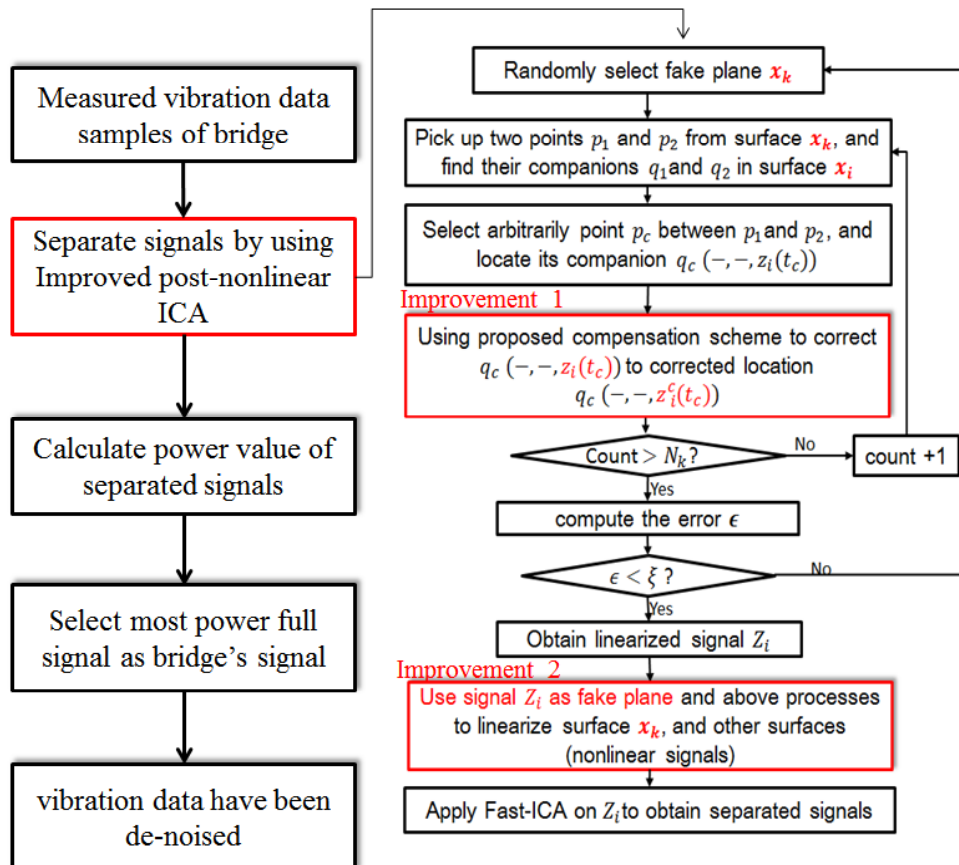 Measured vibration data
samples of bridge
Separate signals by using
Improved post-nonlinear
ICA
Calculate power value of
separated signals
Select most power full
signal as bridge's signal
vibration data have been
de-noised
Randomly select fake plane x_k
Pick up two points p_1 and p_2 from surface x_k, and
find their companions q_1and q_2 in surface x_i
Select arbitrarily point p_c between p_1and p_2, and
locate its companion q_c (−,−,z_i(t_c))
Improvement 1
Using proposed compensation scheme to correct
q_c (−,−,z_i(t_c)) to corrected location
q_c (−,−,z^c_i(t_c))
Count > N_k?
No
count +1
Yes
compute the error ϵ
ϵ < ξ ?
No
Yes
Obtain linearized signal Z_i
Improvement 2
Use signal Z_i as fake plane and above processes
to linearize surface x_k, and other surfaces
(nonlinear signals)
Apply Fast-ICA on Z_i to obtain separated signals